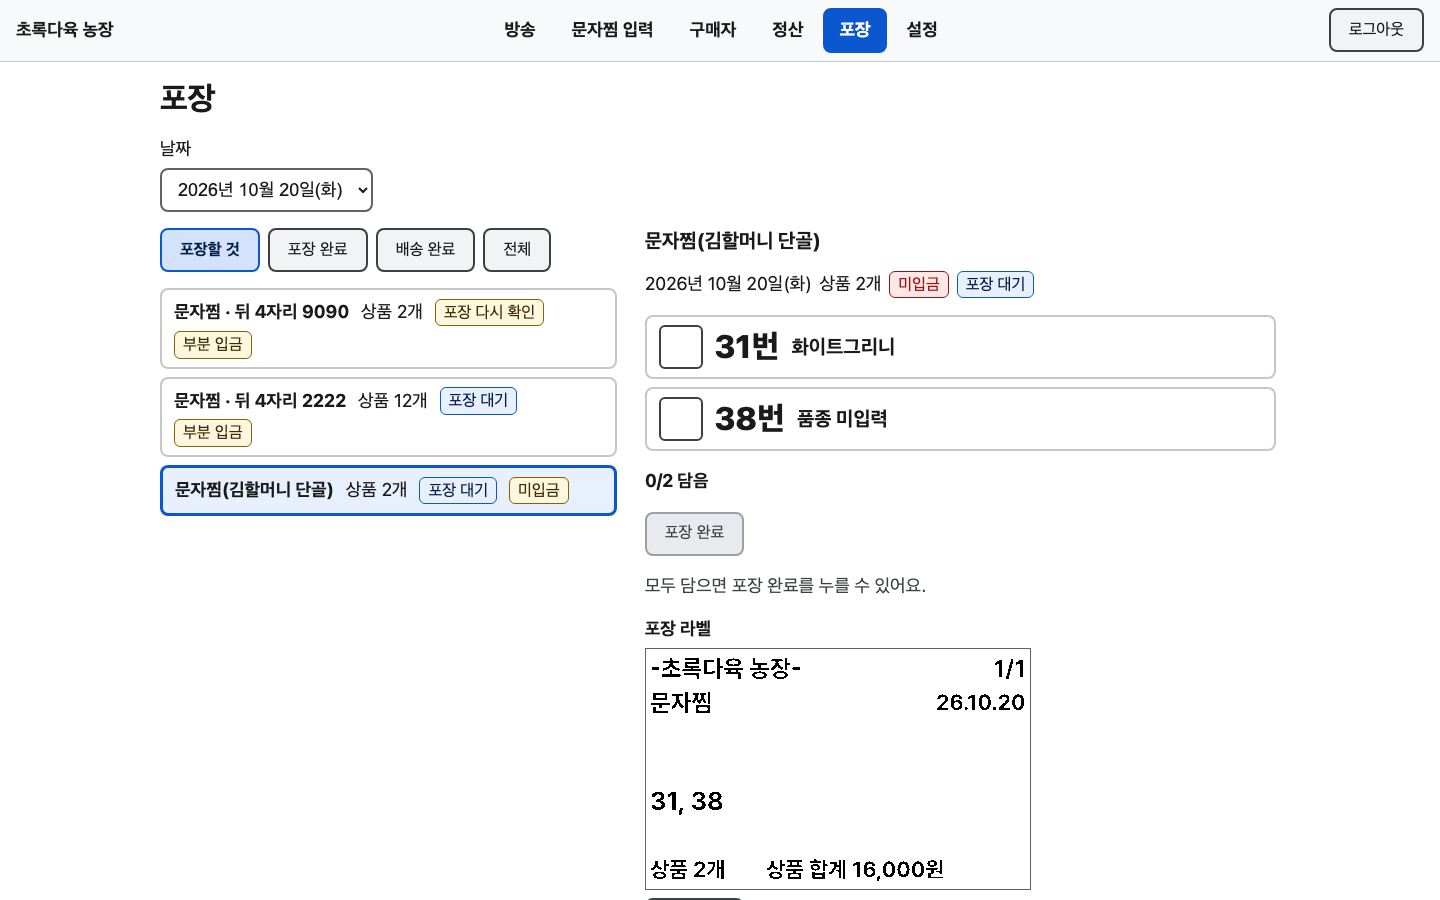 초록다육 농장
방송 문자찜 입력 구매자 정산 포장 설정
로그아웃
포장
날짜
2026년 10월 20일(화)
포장할 것 포장 완료 배송 완료 전체
문자찜 · 뒤 4자리 9090 상품 2개 포장 다시 확인
부분 입금
문자찜 · 뒤 4자리 2222 상품 12개 포장 대기
부분 입금
문자찜(김할머니 단골) 상품 2개 포장 대기 미입금
문자찜(김할머니 단골)
2026년 10월 20일(화) 상품 2개 미입금 포장 대기
31번 화이트그리니
38번 품종 미입력
0/2 담음
포장 완료
모두 담으면 포장 완료를 누를 수 있어요.
포장 라벨
-초록다육 농장- 1/1
문자찜 26.10.20
31, 38
상품 2개 상품 합계 16,000원